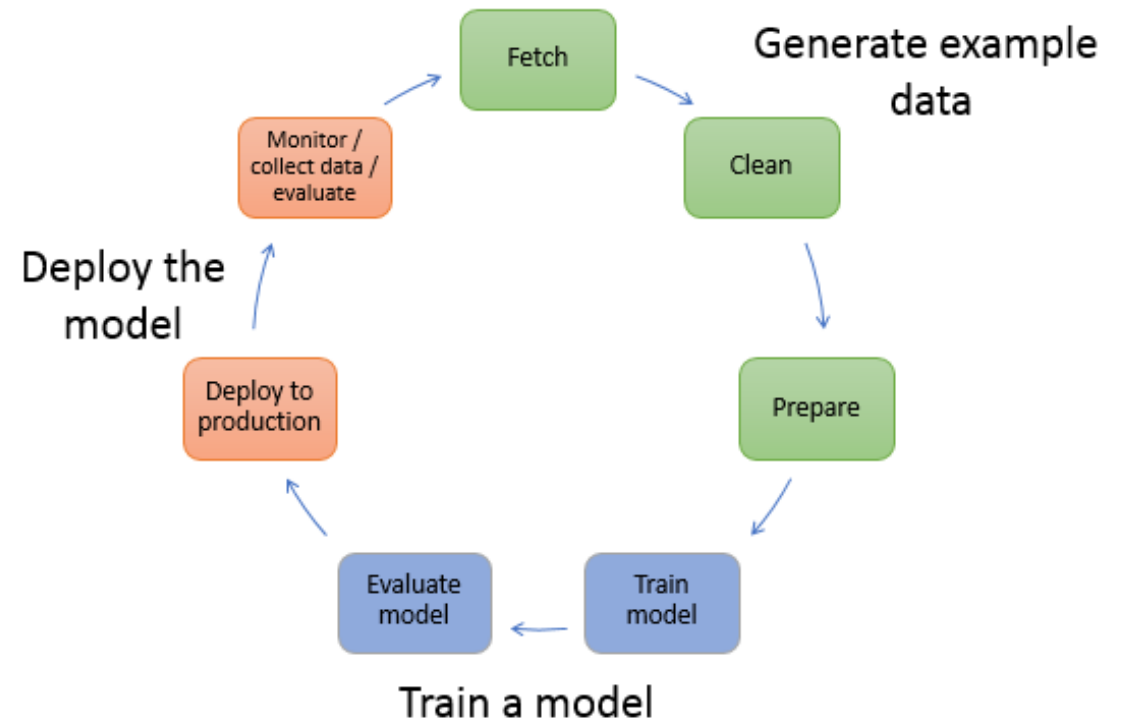 Fetch
Generate example
data
Clean
Prepare
Train
model
Train a model
Evaluate
model
Deploy to
production
Deploy the
model
Monitor /
collect data /
evaluate